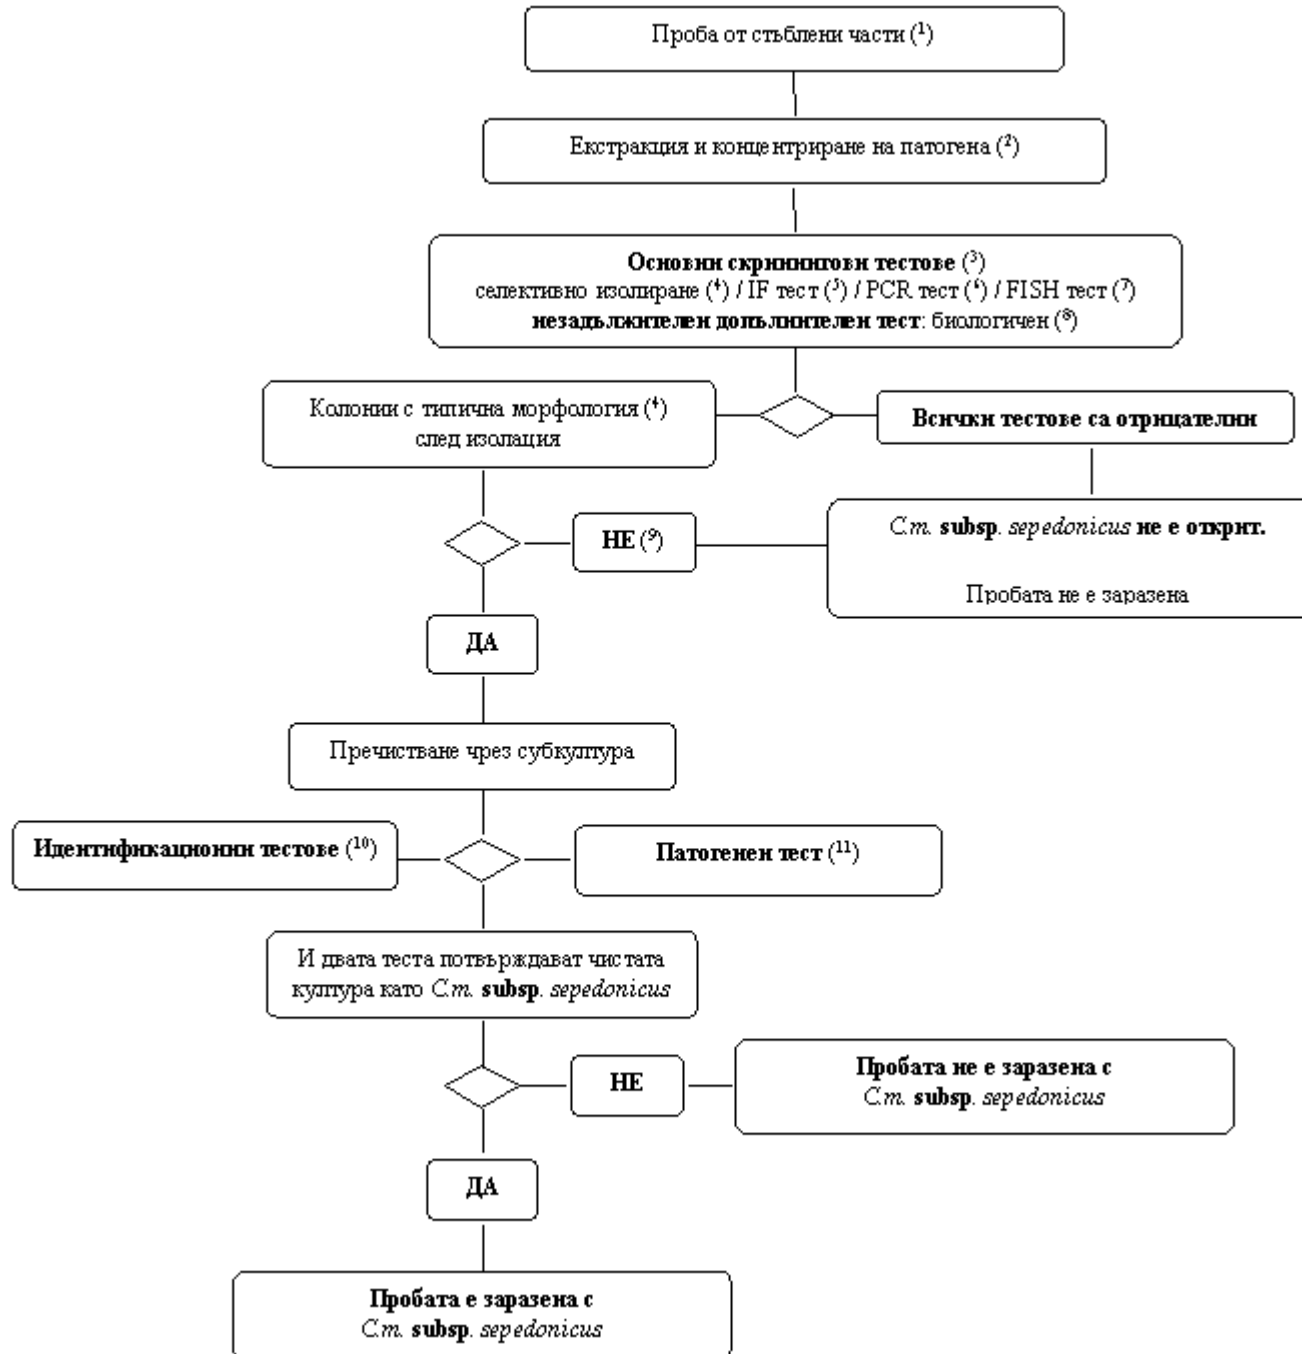 Проба от стъблени части (1)
Екстракция и концентриране на патогена (2)
Основни скринингови тестове (3)
селективно изолиране (4) / IF тест (5) / PCR тест (6) / FISH тест (7)
незадължителен допълнителен тест: биологичен (8)
Колонии с типична морфология (4)
след изолация
Всички тестове са отрицателни
C.m. subsp. sepedonicus не е открит.
Пробата не е заразена
НЕ (9)
ДА
Пречистване чрез субкултура
Идентификационни тестове (10)
Патогенен тест (11)
И двата теста потвърждават чистата
култура като C.m. subsp. sepedonicus
НЕ
Пробата не е заразена с
C.m. subsp. sepedonicus
ДА
Пробата е заразена с
C.m. subsp. sepedonicus